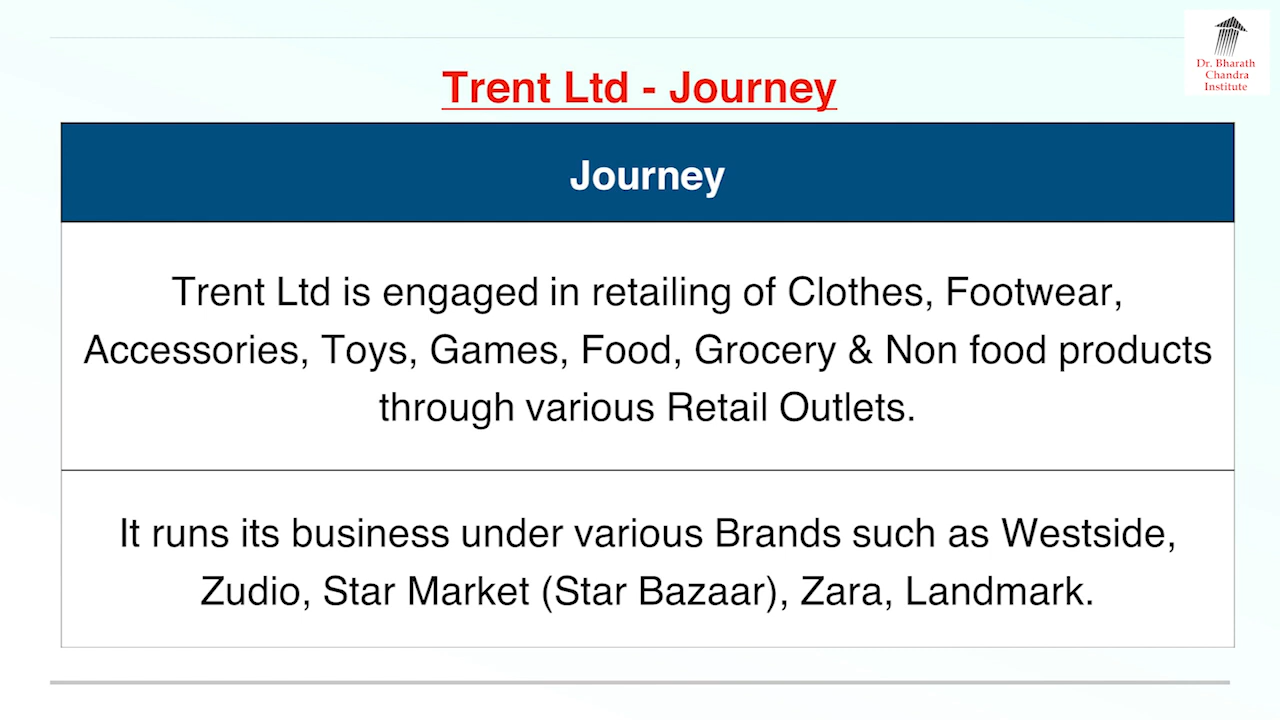 Dr. Bharath
Chandra
Institute
Trent Ltd - Journey
Journey
Trent Ltd is engaged in retailing of Clothes, Footwear,
Accessories, Toys, Games, Food, Grocery & Non food products
through various Retail Outlets.
It runs its business under various Brands such as Westside,
Zudio, Star Market (Star Bazaar), Zara, Landmark.